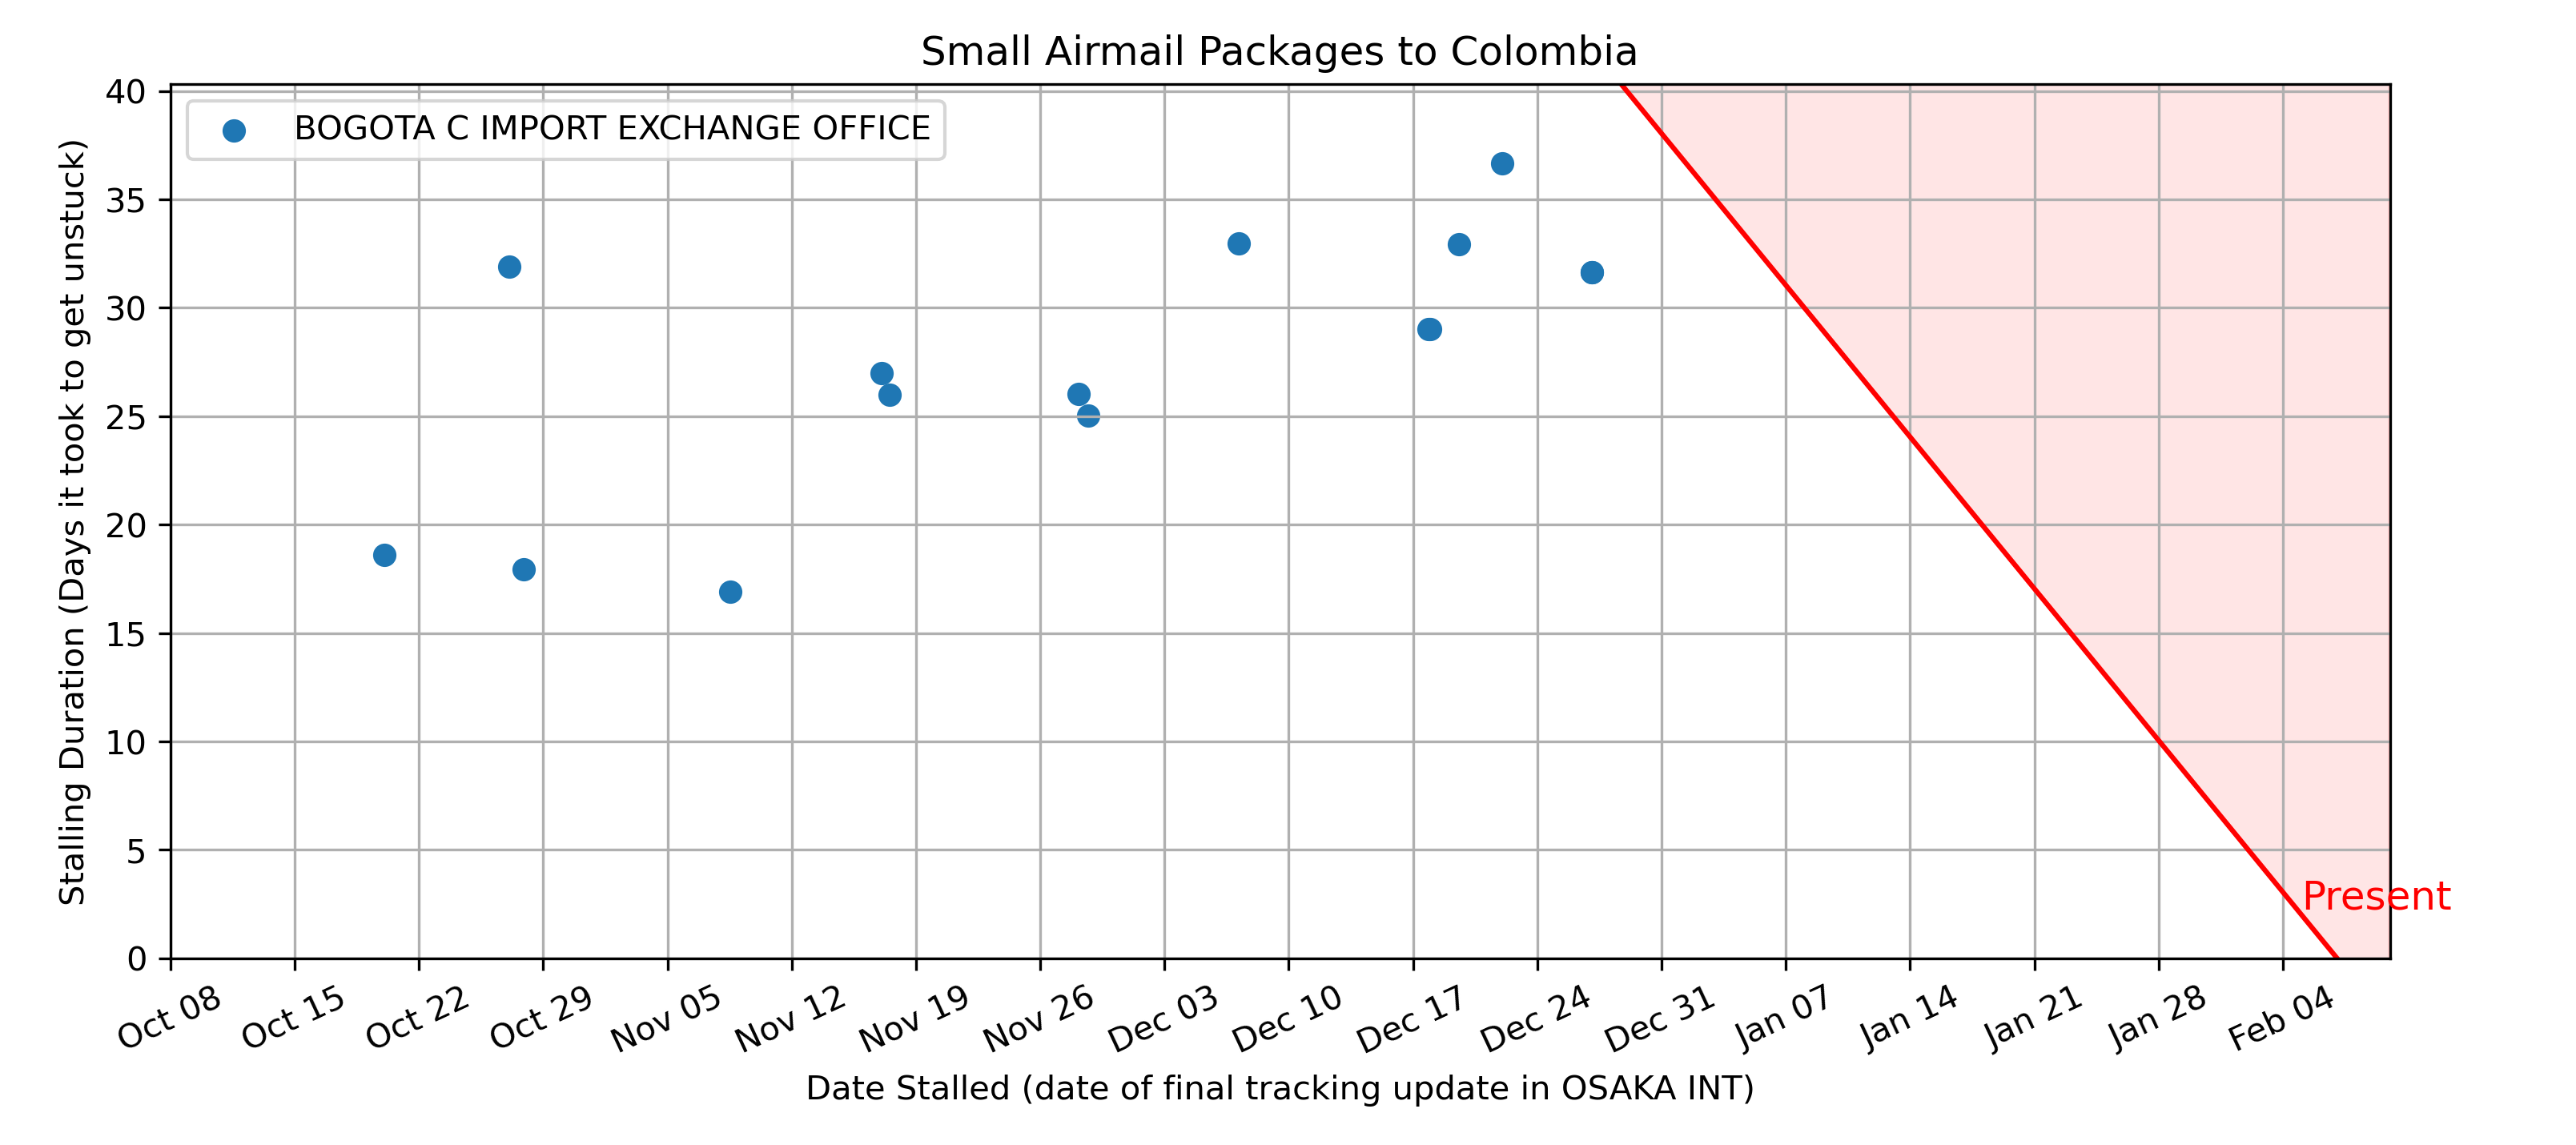 Small Airmail Packages to Colombia
BOGOTA C IMPORT EXCHANGE OFFICE
Stalling Duration (Days it took to get unstuck)
40
35
30
25
20
15
10
5
0
Present
Oct 08
Oct 15
Oct 22
Oct 29
Nov 05
Nov 12
Nov 19
Nov 26
Dec 03
Dec 10
Dec 17
Dec 24
Dec 31
Jan 07
Jan 14
Jan 21
Jan 28
Feb 04
Date Stalled (date of final tracking update in OSAKA INT)